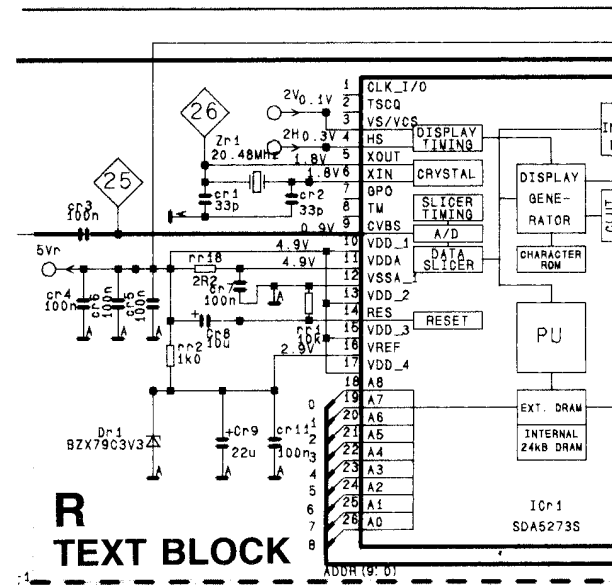 1 CLK_I/O
2V 0.1V 2 TSCQ
3 VS/VCS
26
2H 0.3V 4 HS
DISPLAY TIMING
Zr1
20.48MHz
5 XOUT
1.8V
1.8V 6 XIN
CRYSTAL
DISPLAY GENE-RATOR
25
cr1 33p
cr2 33p
7 GPO
8 TM
SLICER TIMING
cr3 100n
0.9V 9 CVBS
A/D
CLUT
4.9V 10 VDD_1
DATA SLICER
CHARACTER ROM
5Vr
rr18 2R2
4.9V 11 VDDA
12 VSSA_1
cr4 100n
cr6 100n
cr5 100n
A A A
cr7 100n
A
13 VDD_2
14 RES
RESET
cr8 10u
rr1 10k
15 VDD_3
PU
rr2 1k0
2.9V 16 VREF
17 VDD_4
18 A8
0 19 A7
EXT. DRAM
1 20 A6
Dr1
BZX79C3V3
+Cr9 22u
cr11 100n
2 21 A5
INTERNAL 24kB DRAM
3 22 A4
A A A
4 23 A3
5 24 A2
6 25 A1
ICr1
7 26 A0
SDA5273S
8
R
TEXT BLOCK
ADDR(9:0)